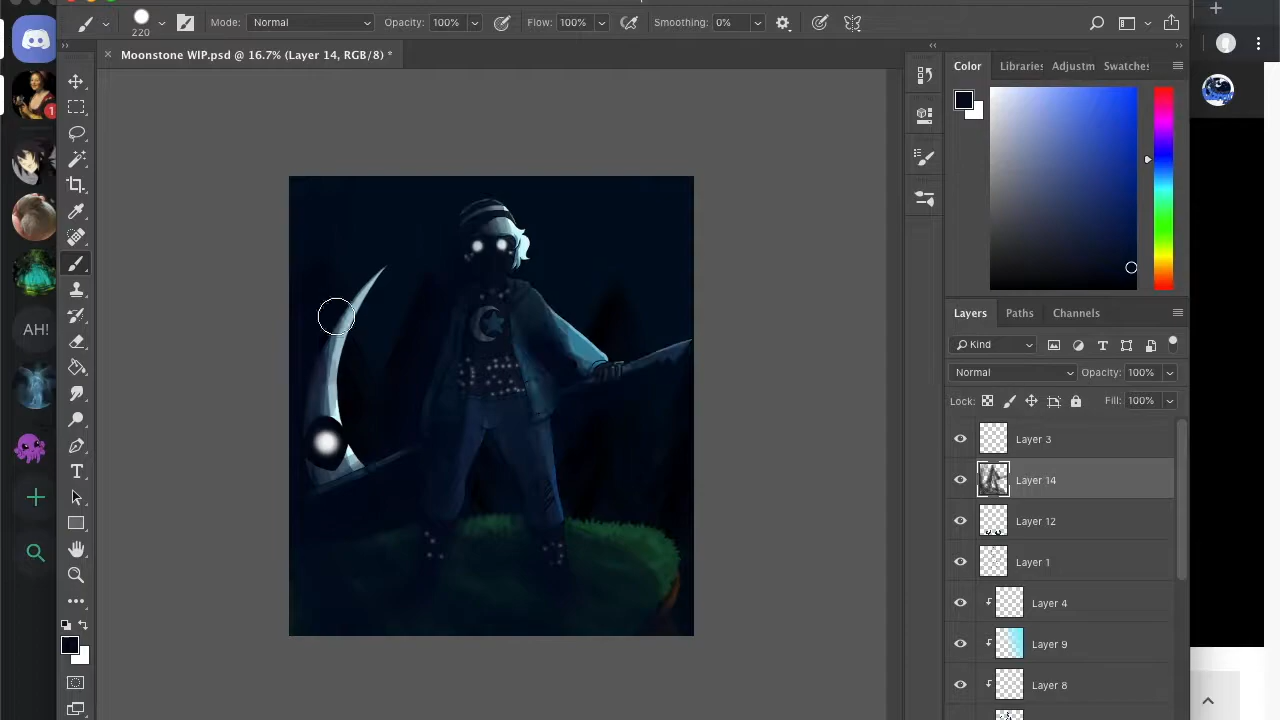 Mode: Normal Opacity: 100% Flow: 100% Smoothing: 0%
220
× Moonstone WIP.psd @ 16.7% (Layer 14, RGB/8) *
Color Libraries Adjustm Swatches
1
AH!
Layers Paths Channels
Kind
Normal Opacity: 100%
Lock: Fill: 100%
Layer 3
Layer 14
Layer 12
Layer 1
Layer 4
Layer 9
Layer 8